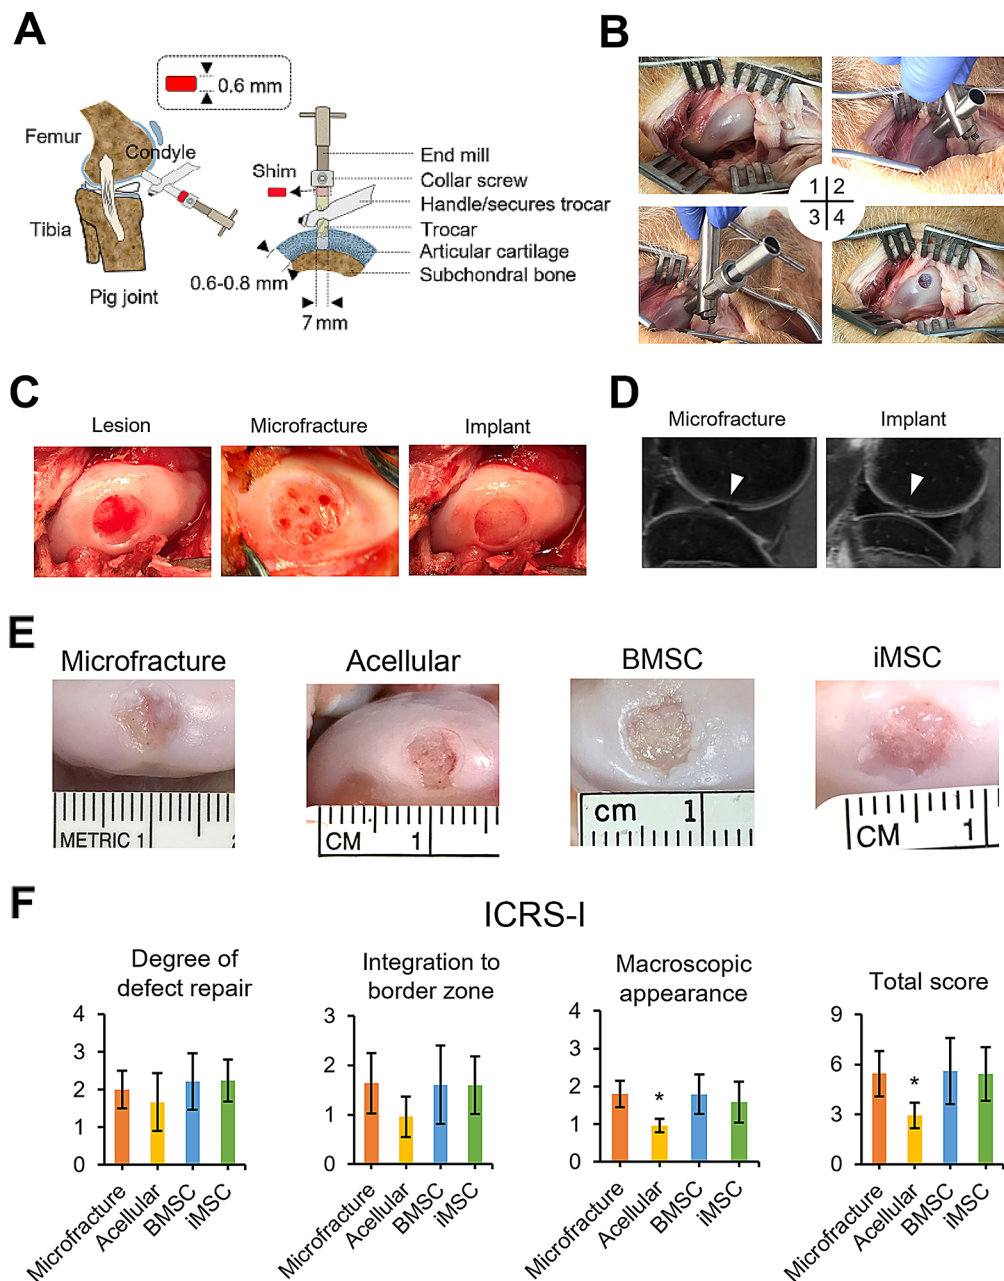 A
0.6 mm
Femur
Condyle
Tibia
Pig joint
Shim
End mill
Collar screw
Handle/secures trocar
Trocar
Articular cartilage
Subchondral bone
0.6-0.8 mm
7 mm
B
1 2
3 4
C
Lesion
Microfracture
Implant
D
Microfracture
Implant
E
Microfracture
METRIC 1
Acellular
CM 1
BMSC
cm 1
iMSC
CM 1
F
ICRS-I
Degree of
defect repair
4
3
2
1
0
Microfracture
Acellular
BMSC
iMSC
Integration to
border zone
3
2
1
0
Microfracture
Acellular
BMSC
iMSC
Macroscopic
appearance
4
3
2
1
0
*
Microfracture
Acellular
BMSC
iMSC
Total score
9
6
3
0
*
Microfracture
Acellular
BMSC
iMSC